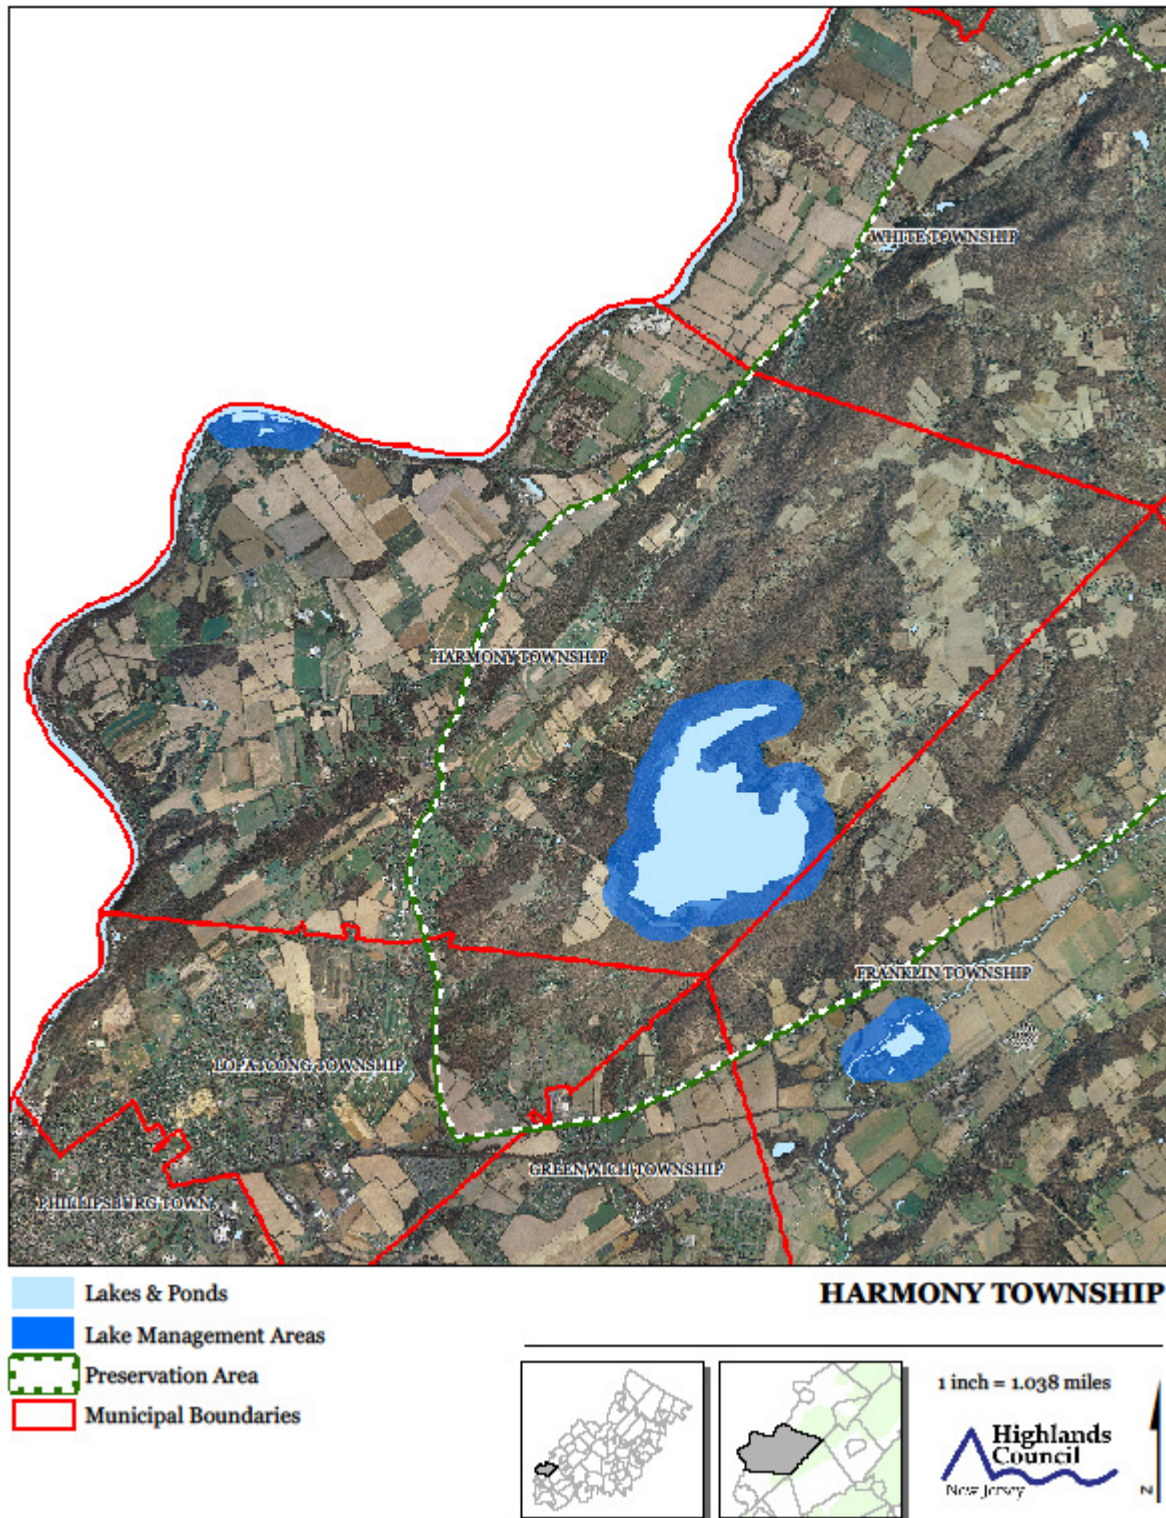 WHITE TOWNSHIP
HARMONY TOWNSHIP
FRANKLIN TOWNSHIP
LOPATCONG TOWNSHIP
GREENWICH TOWNSHIP
PHILLIPSBURG TOWN
Lakes & Ponds
Lake Management Areas
Preservation Area
Municipal Boundaries
HARMONY TOWNSHIP
1 inch = 1.038 miles
Highlands
Council
New Jersey
N